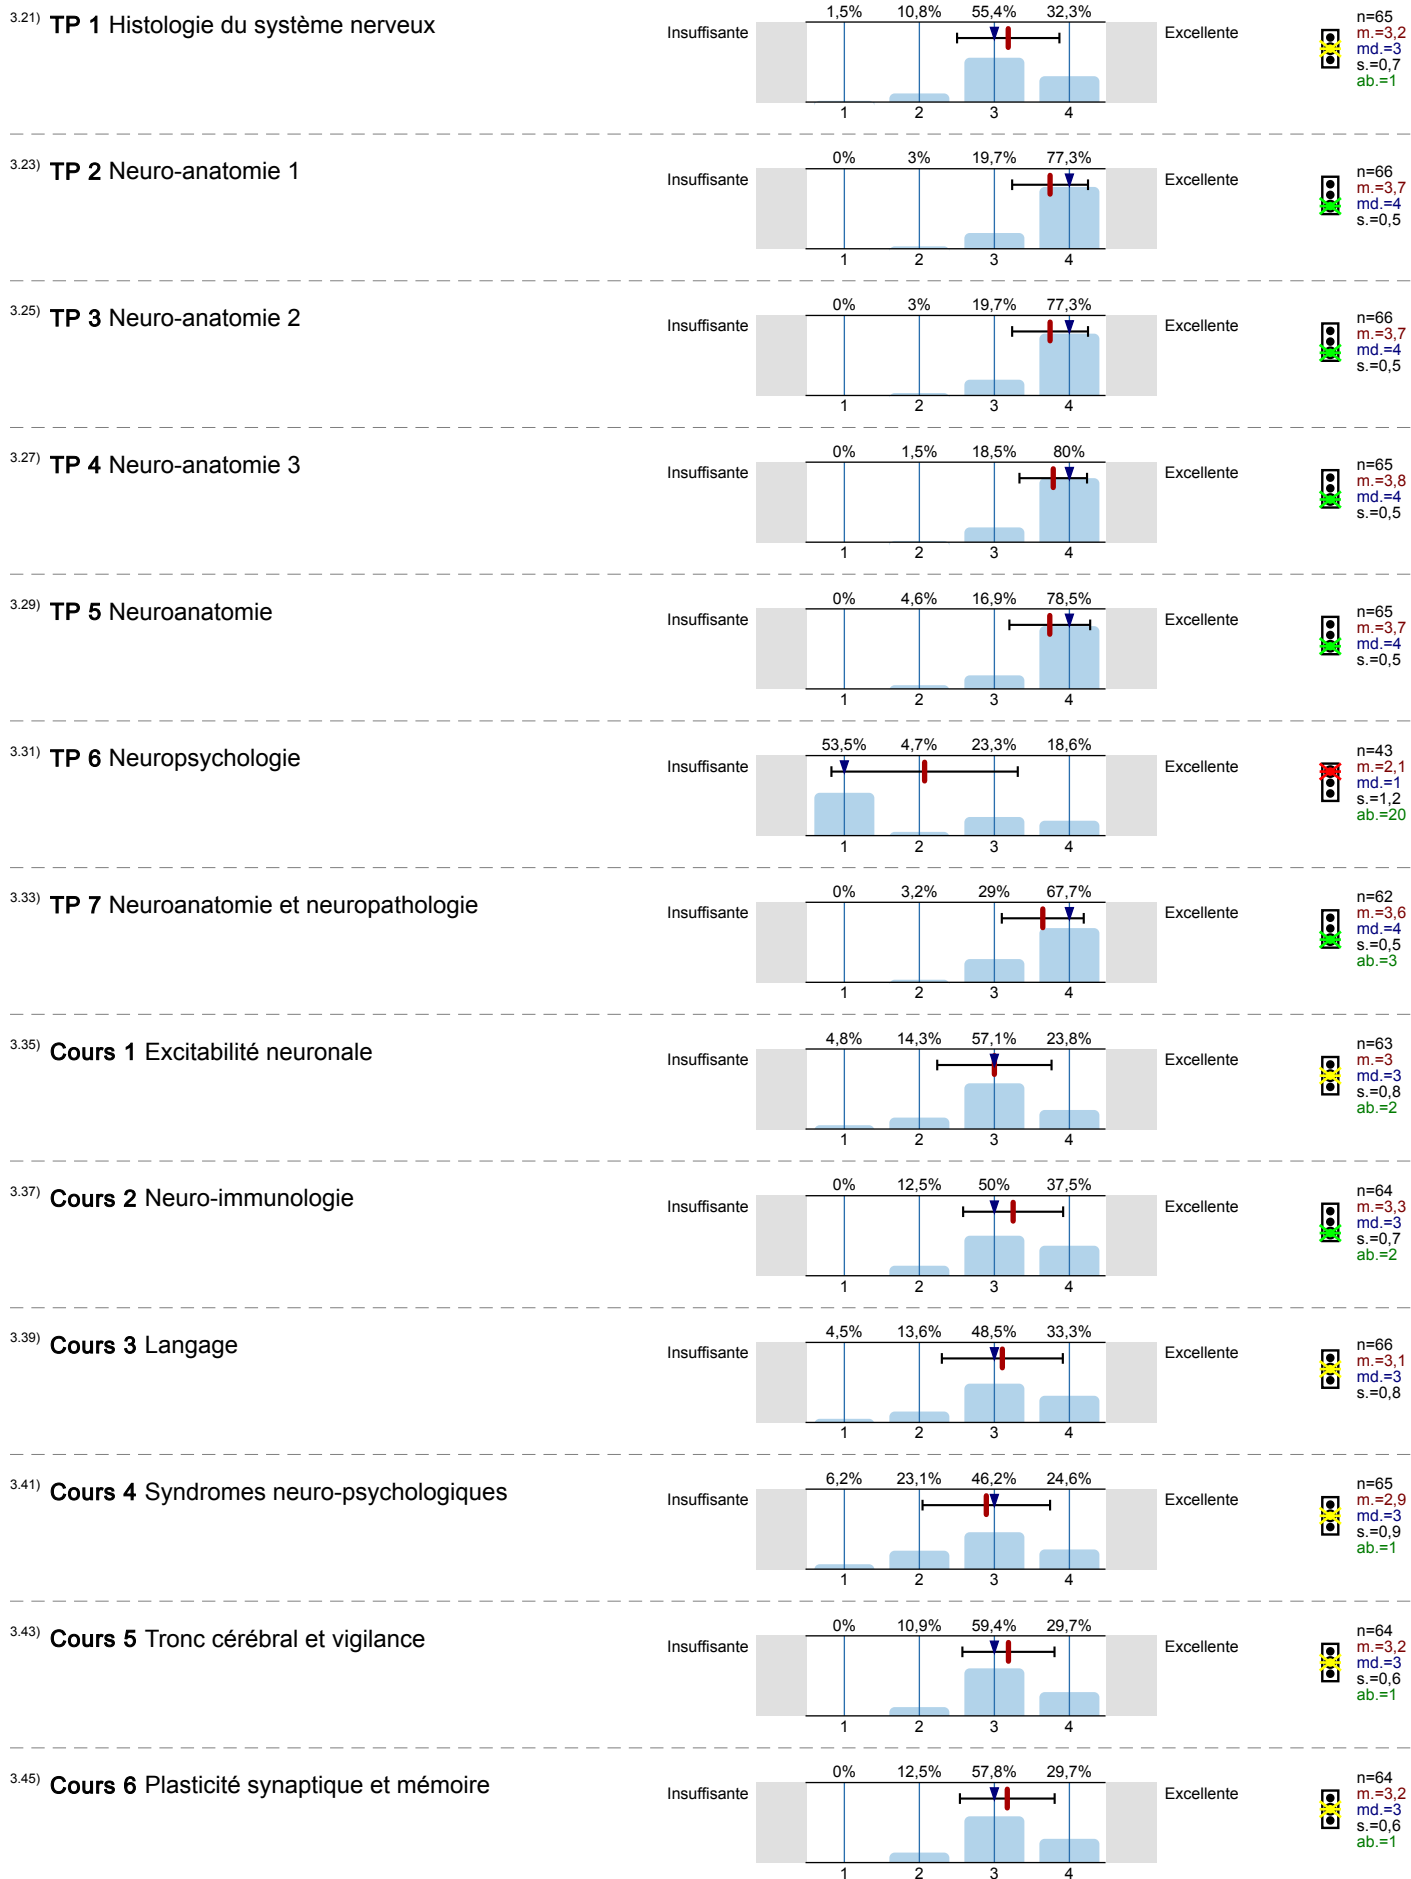 3.21) TP 1 Histologie du système nerveux
1,5% 10,8% 55,4% 32,3%
Insuffisante
Excellente
1 2 3 4
n=65
m.=3,2
md.=3
s.=0,7
ab.=1
3.23) TP 2 Neuro-anatomie 1
0% 3% 19,7% 77,3%
Insuffisante
Excellente
1 2 3 4
n=66
m.=3,7
md.=4
s.=0,5
3.25) TP 3 Neuro-anatomie 2
0% 3% 19,7% 77,3%
Insuffisante
Excellente
1 2 3 4
n=66
m.=3,7
md.=4
s.=0,5
3.27) TP 4 Neuro-anatomie 3
0% 1,5% 18,5% 80%
Insuffisante
Excellente
1 2 3 4
n=65
m.=3,8
md.=4
s.=0,5
3.29) TP 5 Neuroanatomie
0% 4,6% 16,9% 78,5%
Insuffisante
Excellente
1 2 3 4
n=65
m.=3,7
md.=4
s.=0,5
3.31) TP 6 Neuropsychologie
53,5% 4,7% 23,3% 18,6%
Insuffisante
Excellente
1 2 3 4
n=43
m.=2,1
md.=1
s.=1,2
ab.=20
3.33) TP 7 Neuroanatomie et neuropathologie
0% 3,2% 29% 67,7%
Insuffisante
Excellente
1 2 3 4
n=62
m.=3,6
md.=4
s.=0,5
ab.=3
3.35) Cours 1 Excitabilité neuronale
4,8% 14,3% 57,1% 23,8%
Insuffisante
Excellente
1 2 3 4
n=63
m.=3
md.=3
s.=0,8
ab.=2
3.37) Cours 2 Neuro-immunologie
0% 12,5% 50% 37,5%
Insuffisante
Excellente
1 2 3 4
n=64
m.=3,3
md.=3
s.=0,7
ab.=2
3.39) Cours 3 Langage
4,5% 13,6% 48,5% 33,3%
Insuffisante
Excellente
1 2 3 4
n=66
m.=3,1
md.=3
s.=0,8
3.41) Cours 4 Syndromes neuro-psychologiques
6,2% 23,1% 46,2% 24,6%
Insuffisante
Excellente
1 2 3 4
n=65
m.=2,9
md.=3
s.=0,9
ab.=1
3.43) Cours 5 Tronc cérébral et vigilance
0% 10,9% 59,4% 29,7%
Insuffisante
Excellente
1 2 3 4
n=64
m.=3,2
md.=3
s.=0,6
ab.=1
3.45) Cours 6 Plasticité synaptique et mémoire
0% 12,5% 57,8% 29,7%
Insuffisante
Excellente
1 2 3 4
n=64
m.=3,2
md.=3
s.=0,6
ab.=1